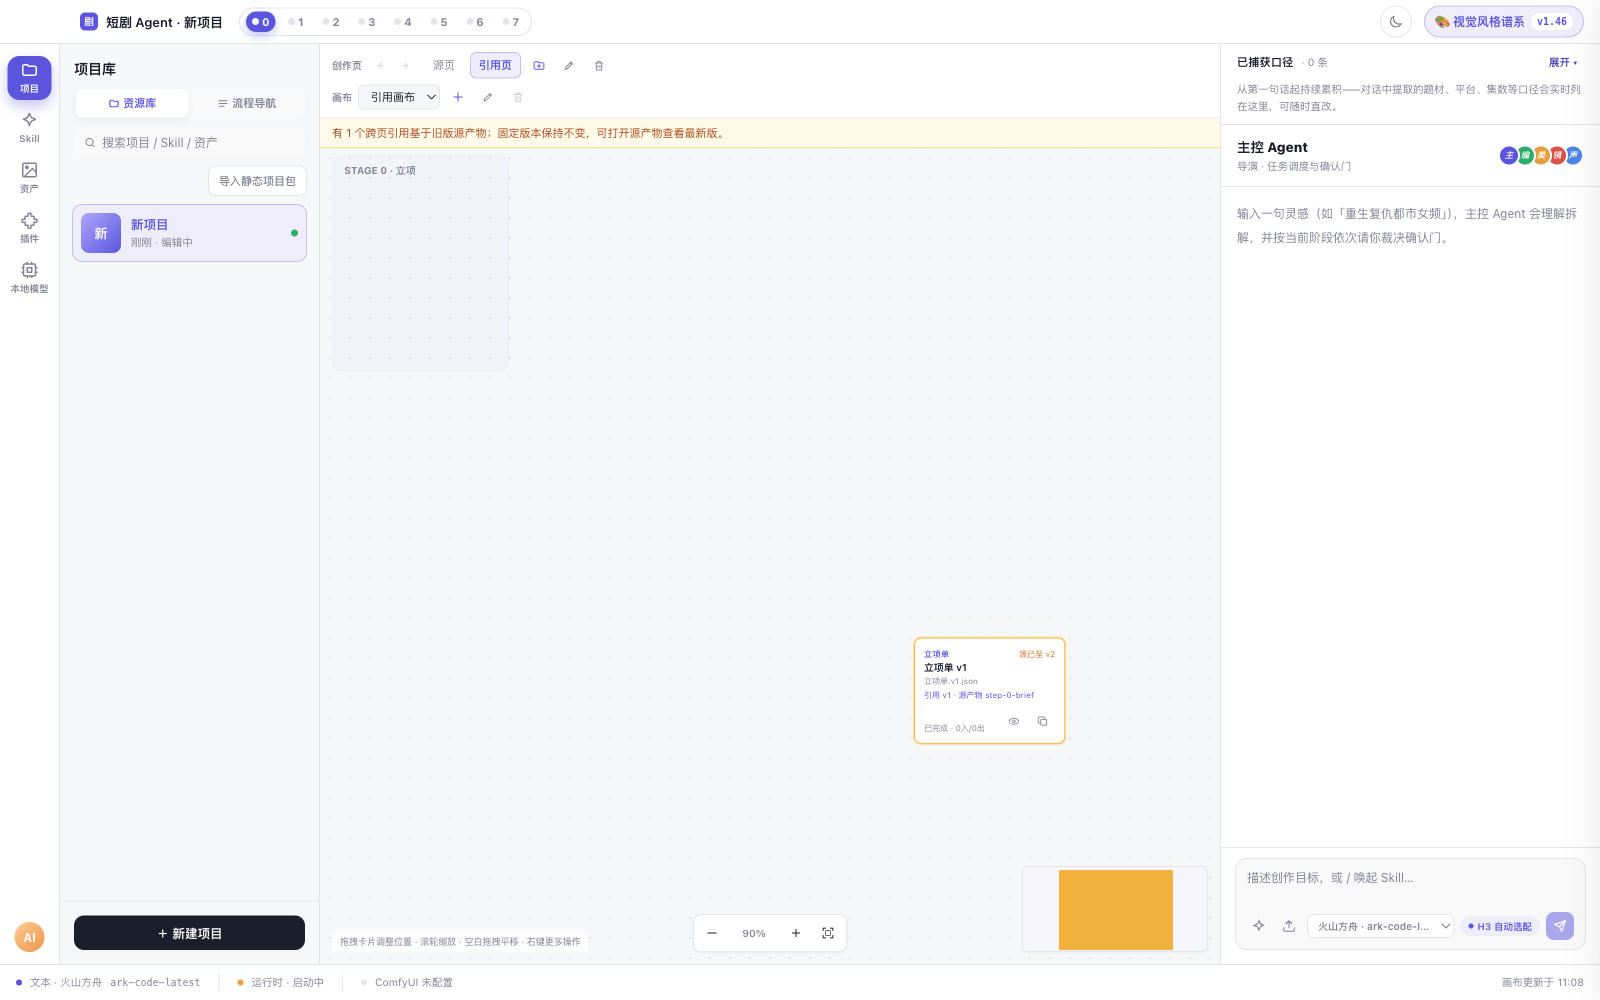 剧 短剧 Agent · 新项目
0 1 2 3 4 5 6 7
视觉风格谱系 v1.46
项目
Skill
资产
插件
本地模型
AI
项目库
资源库
流程导航
搜索项目 / Skill / 资产
导入静态项目包
新
新项目
刚刚 · 编辑中
+ 新建项目
创作页 ← → 源页 引用页
画布 引用画布
有 1 个跨页引用基于旧版源产物；固定版本保持不变，可打开源产物查看最新版。
STAGE 0 · 立项
立项单 源已至 v2
立项单 v1
立项单.v1.json
引用 v1 · 源产物 step-0-brief
已完成 · 0入/0出
拖拽卡片调整位置 · 滚轮缩放 · 空白拖拽平移 · 右键更多操作
90%
已捕获口径 · 0 条 展开
从第一句话起持续累积——对话中提取的题材、平台、集数等口径会实时列
在这里，可随时直改。
主控 Agent
导演 · 任务调度与确认门
主 编 美 镜 声
输入一句灵感（如「重生复仇都市女频」），主控 Agent 会理解拆
解，并按当前阶段依次请你裁决确认门。
描述创作目标，或 / 唤起 Skill...
火山方舟 · ark-code-l...
H3 自动选配
文本 · 火山方舟 ark-code-latest
运行时 · 启动中
ComfyUI 未配置
画布更新于 11:08